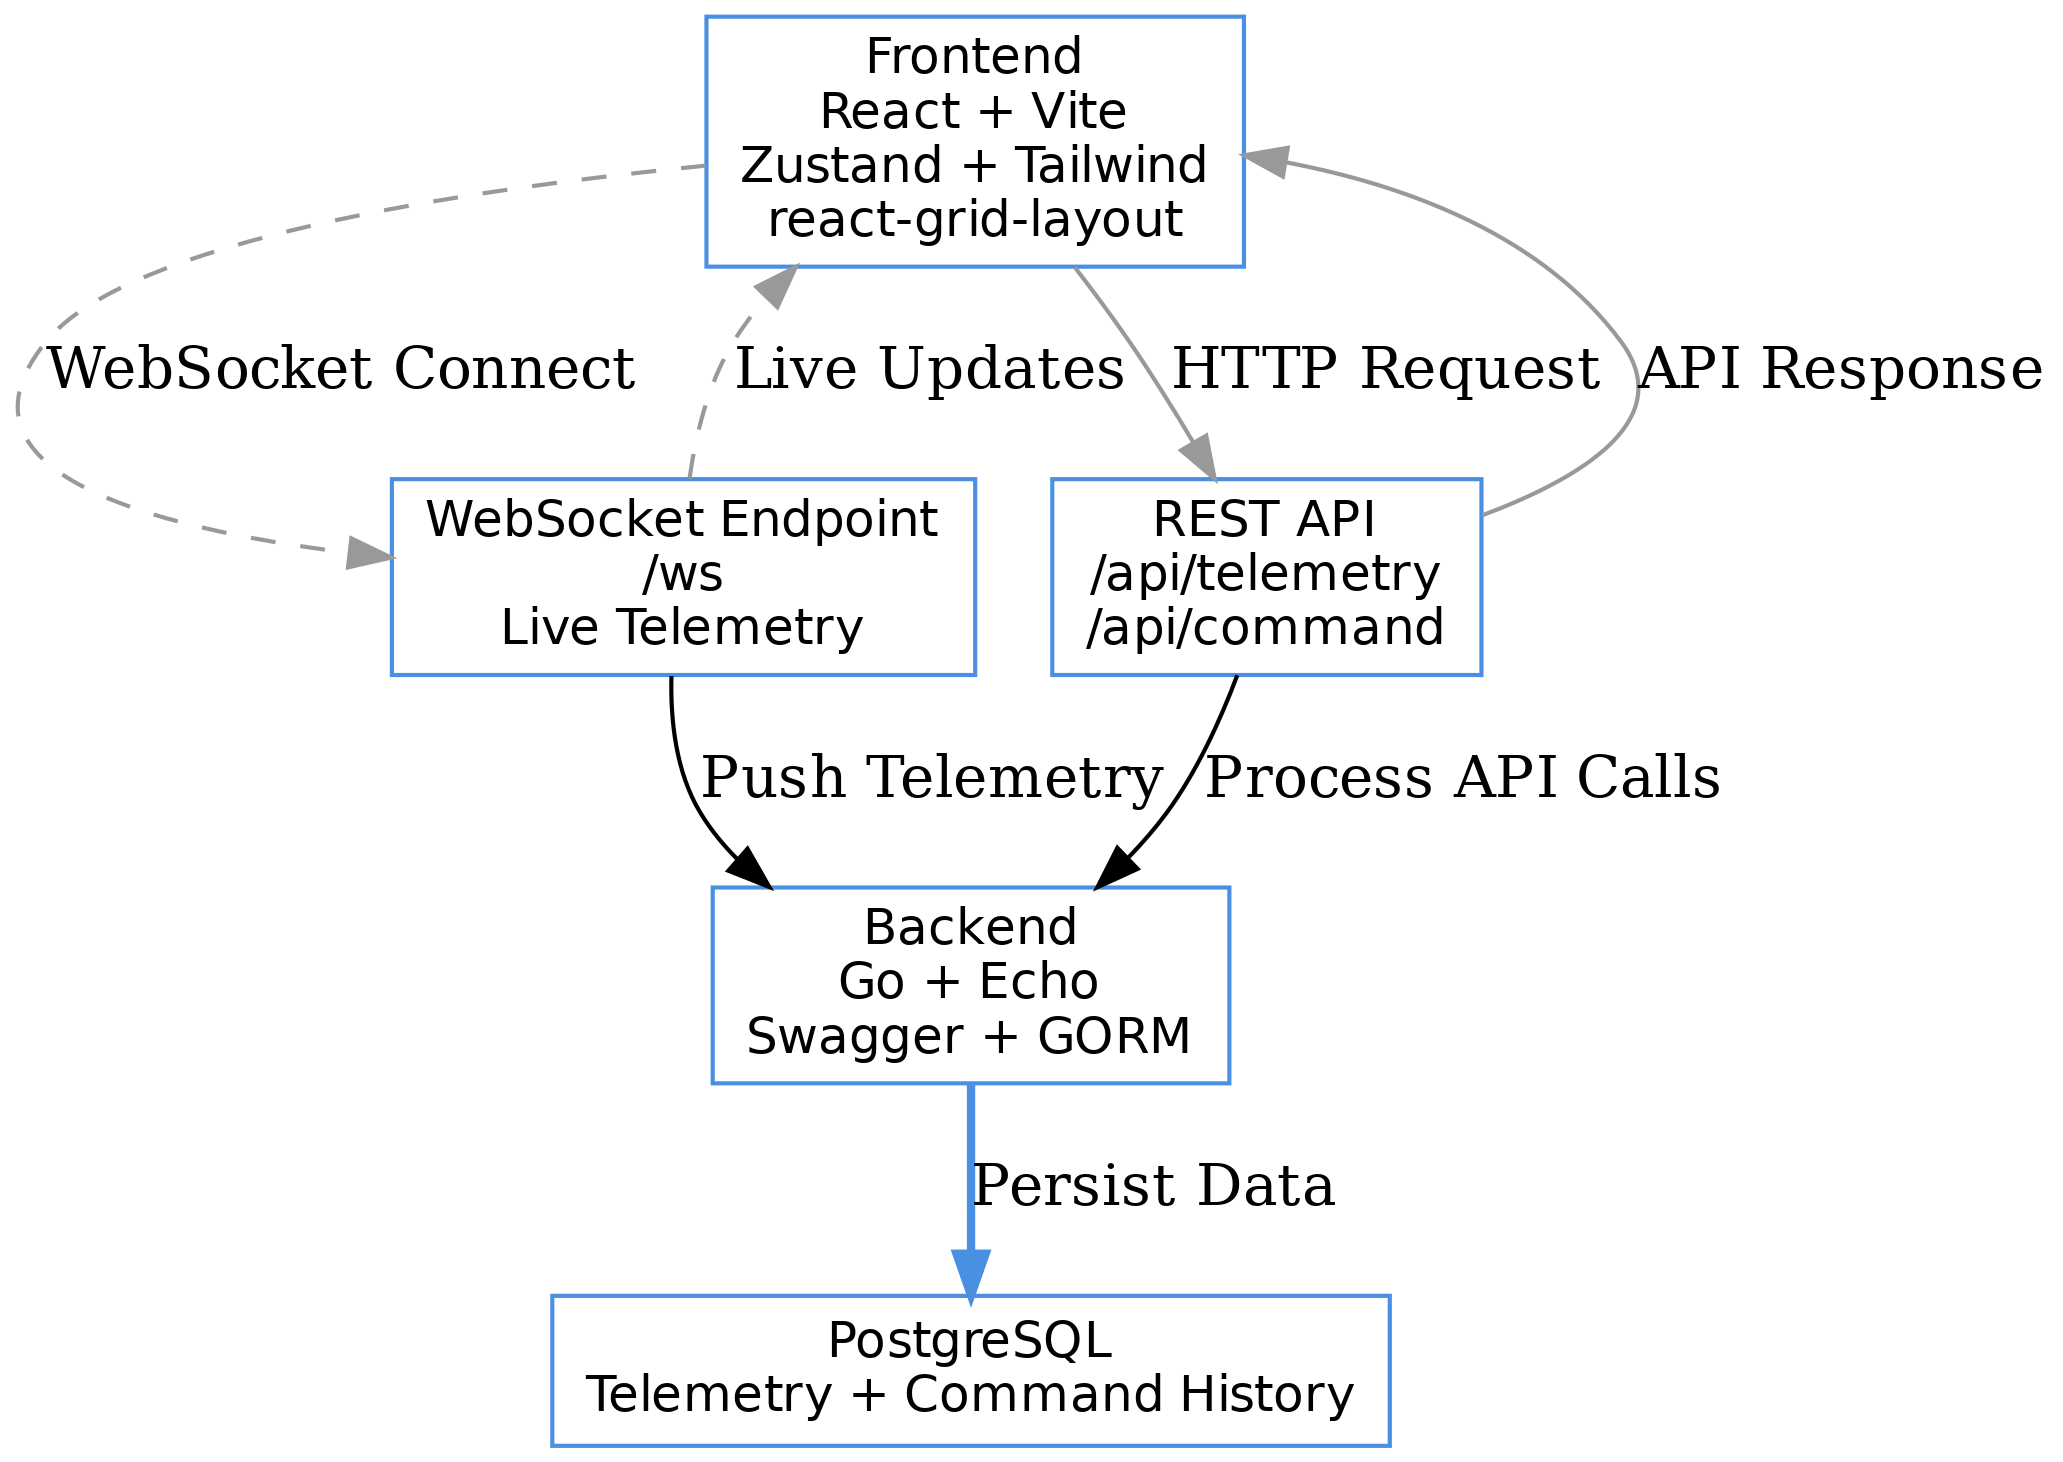 Frontend
React + Vite
Zustand + Tailwind
react-grid-layout
WebSocket Connect
Live Updates
HTTP Request
API Response
WebSocket Endpoint
/ws
Live Telemetry
REST API
/api/telemetry
/api/command
Push Telemetry
Process API Calls
Backend
Go + Echo
Swagger + GORM
Persist Data
PostgreSQL
Telemetry + Command History